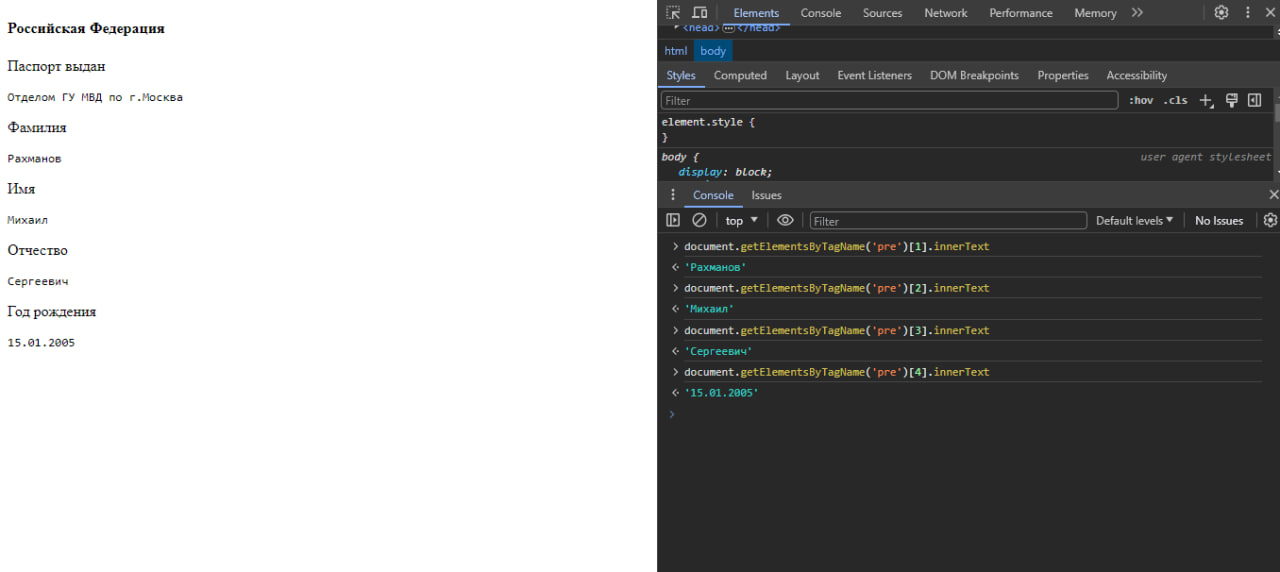 Российская Федерация
Паспорт выдан
Отделом ГУ МВД по г.Москва
Фамилия
Рахманов
Имя
Михаил
Отчество
Сергеевич
Год рождения
15.01.2005
Elements Console Sources Network Performance Memory
<head> </head>
html body
Styles Computed Layout Event Listeners DOM Breakpoints Properties Accessibility
Filter :hov .cls
element.style {
}
body { user agent stylesheet
display: block;
Console Issues
top Filter Default levels No Issues
document.getElementsByTagName('pre')[1].innerText
'Рахманов'
document.getElementsByTagName('pre')[2].innerText
'Михаил'
document.getElementsByTagName('pre')[3].innerText
'Сергеевич'
document.getElementsByTagName('pre')[4].innerText
'15.01.2005'